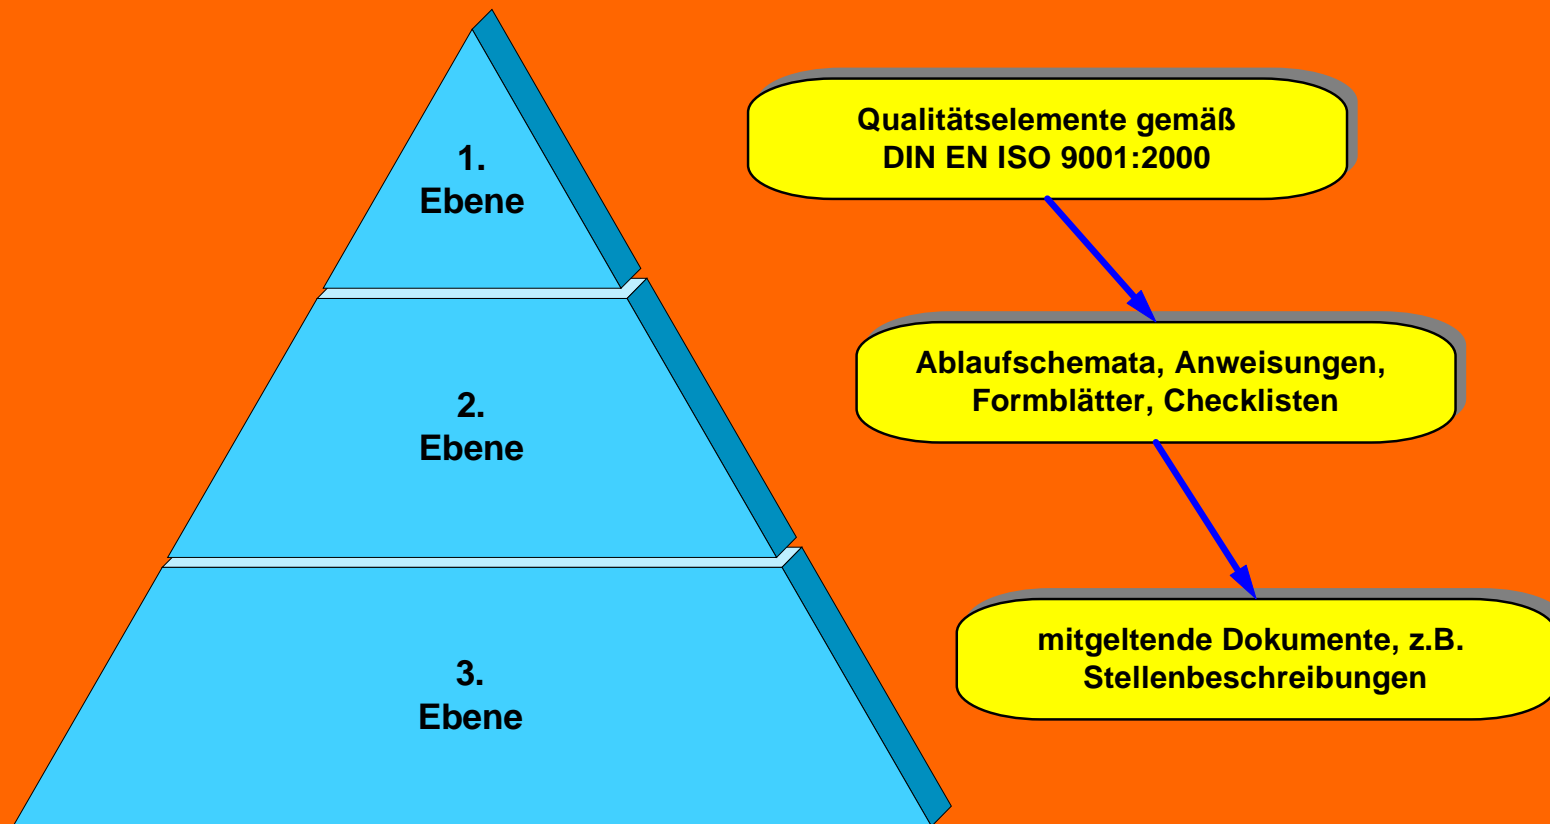 1.
Ebene
Qualitätselemente gemäß
DIN EN ISO 9001:2000
2.
Ebene
Ablaufschemata, Anweisungen,
Formblätter, Checklisten
3.
Ebene
mitgeltende Dokumente, z.B.
Stellenbeschreibungen